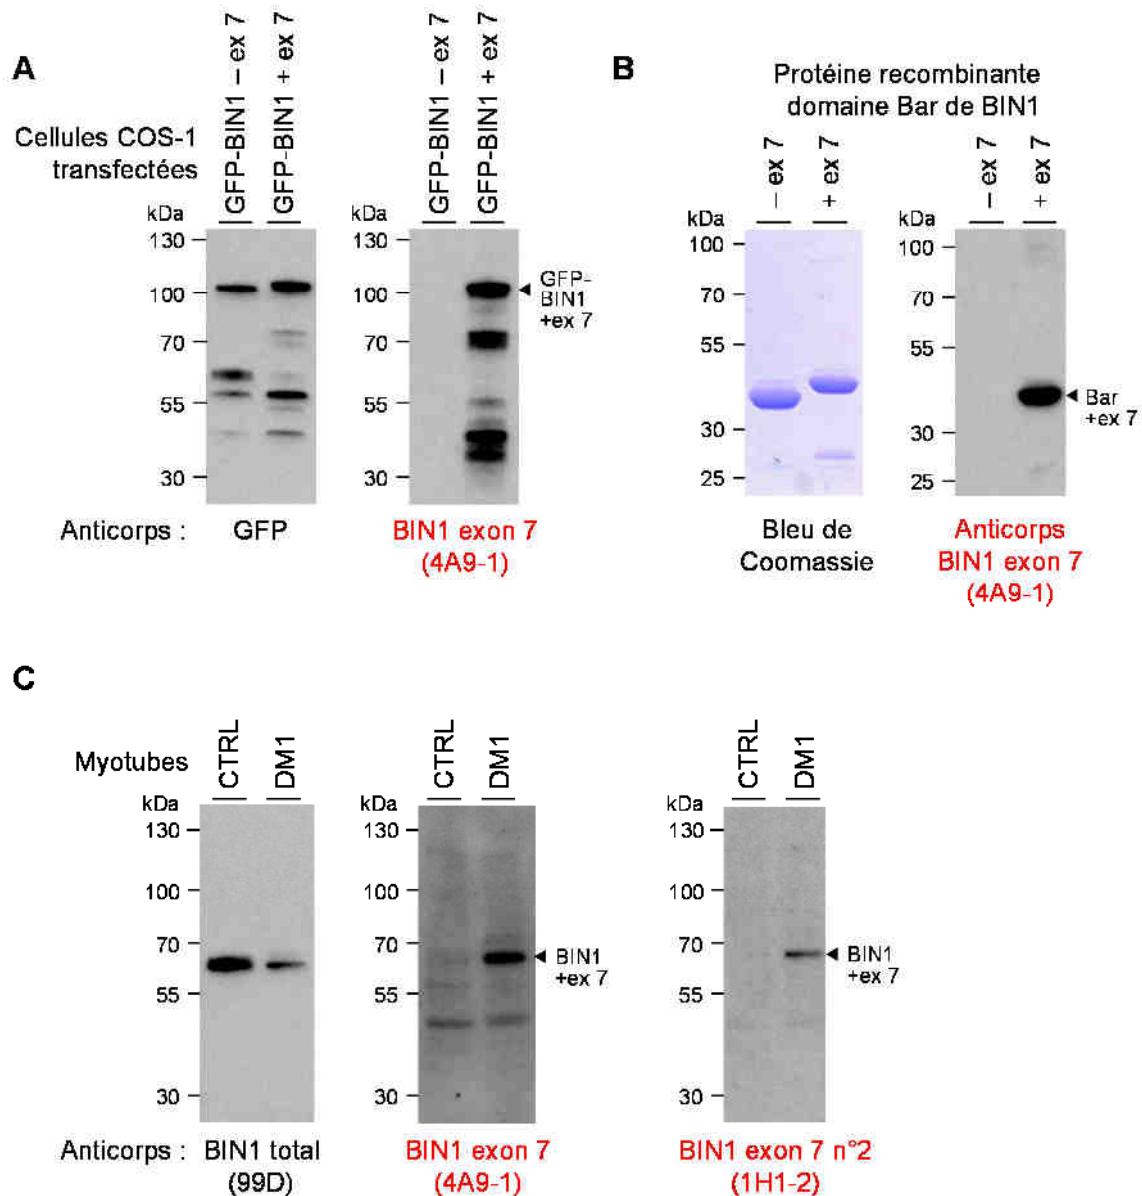 A
Cellules COS-1
transfectées
GFP-BIN1 – ex 7
GFP-BIN1 + ex 7
GFP-BIN1 – ex 7
GFP-BIN1 + ex 7
kDa
130
100
70
55
30
kDa
130
100
70
55
30
GFP-
BIN1
+ex 7
Anticorps :
GFP
BIN1 exon 7
(4A9-1)
B
Protéine recombinante
domaine Bar de BIN1
– ex 7
+ ex 7
– ex 7
+ ex 7
kDa
100
70
55
30
25
kDa
100
70
55
30
25
Bar
+ex 7
Bleu de
Coomassie
Anticorps
BIN1 exon 7
(4A9-1)
C
Myotubes
CTRL
DM1
CTRL
DM1
CTRL
DM1
kDa
130
100
70
55
30
kDa
130
100
70
55
30
BIN1
+ex 7
kDa
130
100
70
55
30
BIN1
+ex 7
Anticorps :
BIN1 total
(99D)
BIN1 exon 7
(4A9-1)
BIN1 exon 7 n°2
(1H1-2)